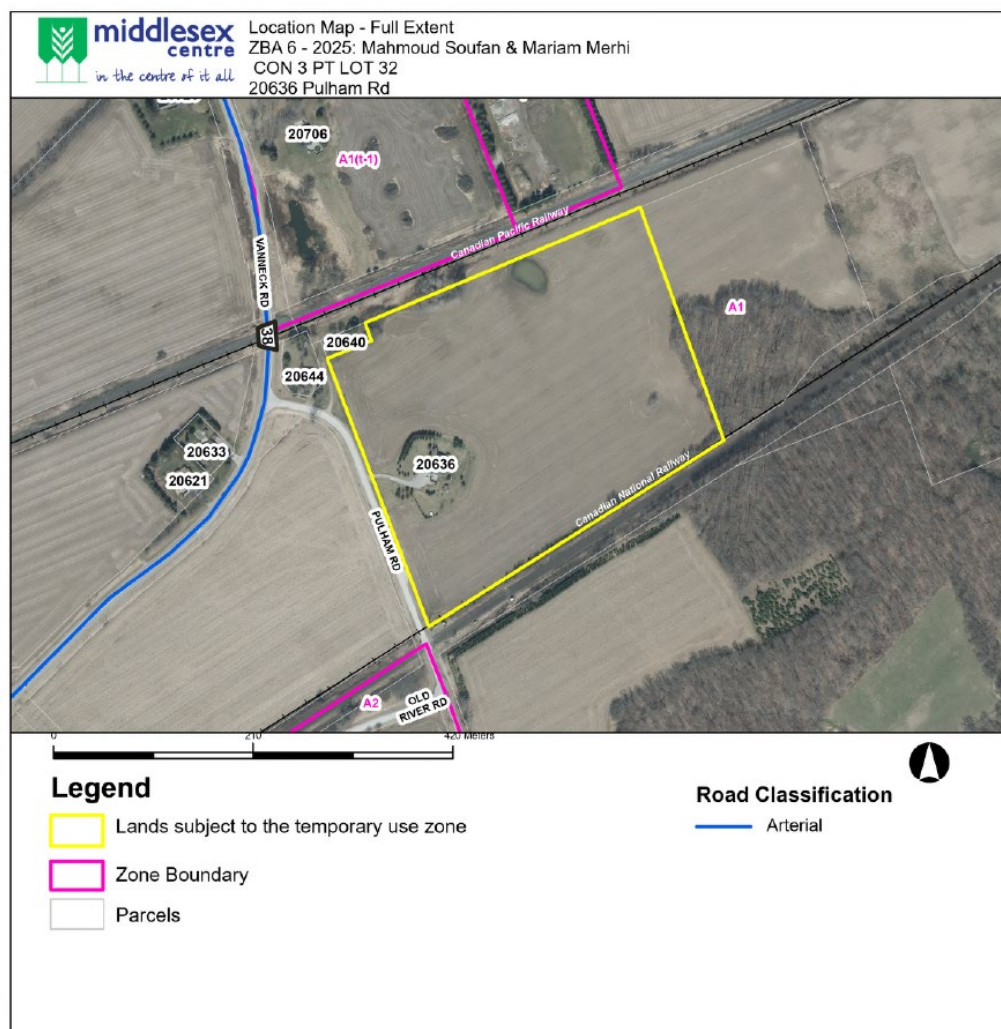 middlesex
centre
in the centre of it all
Location Map - Full Extent
ZBA 6 - 2025: Mahmoud Soufan & Mariam Merhi
CON 3 PT LOT 32
20636 Pulham Rd
20706
A1(t-1)
Canadian Pacific Railway
VANNECK RD
38
20640
20644
A1
20633
20621
20636
PULHAM RD
Canadian National Railway
A2
OLD
RIVER RD
0 210 420 Meters
Legend
Lands subject to the temporary use zone
Zone Boundary
Parcels
Road Classification
Arterial